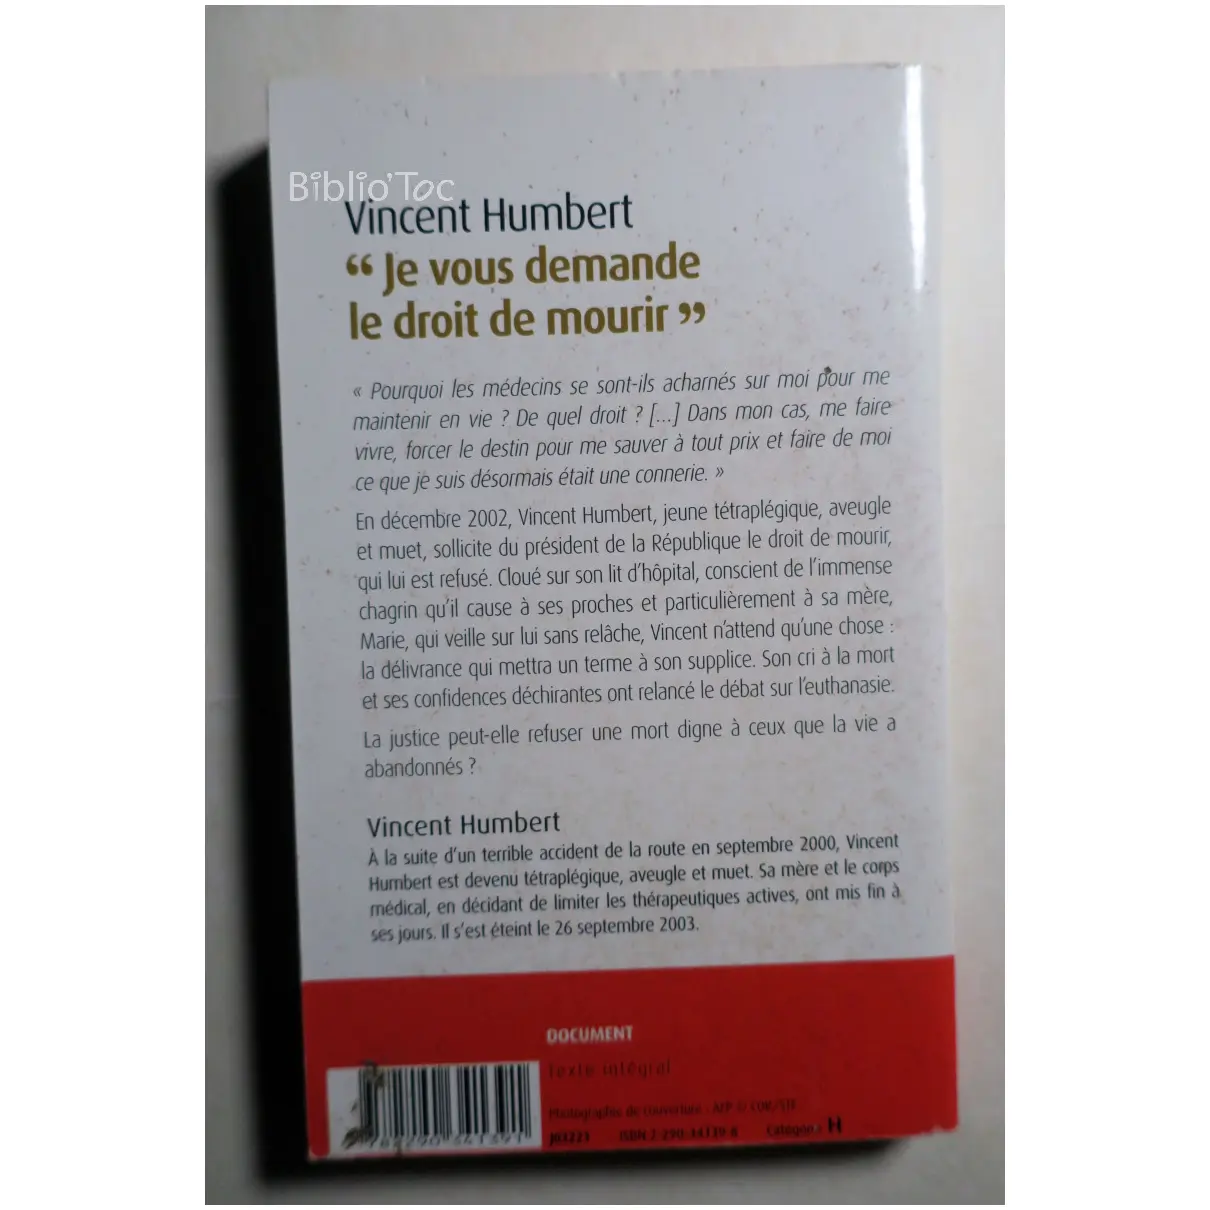 Biblio'Toc
Vincent Humbert
“ Je vous demande
le droit de mourir ”
« Pourquoi les médecins se sont-ils acharnés sur moi pour me
maintenir en vie ? De quel droit ? [...] Dans mon cas, me faire
vivre, forcer le destin pour me sauver à tout prix et faire de moi
ce que je suis désormais était une connerie. »
En décembre 2002, Vincent Humbert, jeune tétraplégique, aveugle
et muet, sollicite du président de la République le droit de mourir,
qui lui est refusé. Cloué sur son lit d'hôpital, conscient de l'immense
chagrin qu'il cause à ses proches et particulièrement à sa mère,
Marie, qui veille sur lui sans relâche, Vincent n'attend qu'une chose :
la délivrance qui mettra un terme à son supplice. Son cri à la mort
et ses confidences déchirantes ont relancé le débat sur l'euthanasie.
La justice peut-elle refuser une mort digne à ceux que la vie a
abandonnés ?
Vincent Humbert
À la suite d'un terrible accident de la route en septembre 2000, Vincent
Humbert est devenu tétraplégique, aveugle et muet. Sa mère et le corps
médical, en décidant de limiter les thérapeutiques actives, ont mis fin à
ses jours. Il s'est éteint le 26 septembre 2003.
DOCUMENT
Texte intégral
Photographies de couverture : AFP ©
ISBN 2-290-34139-8 Catégorie H